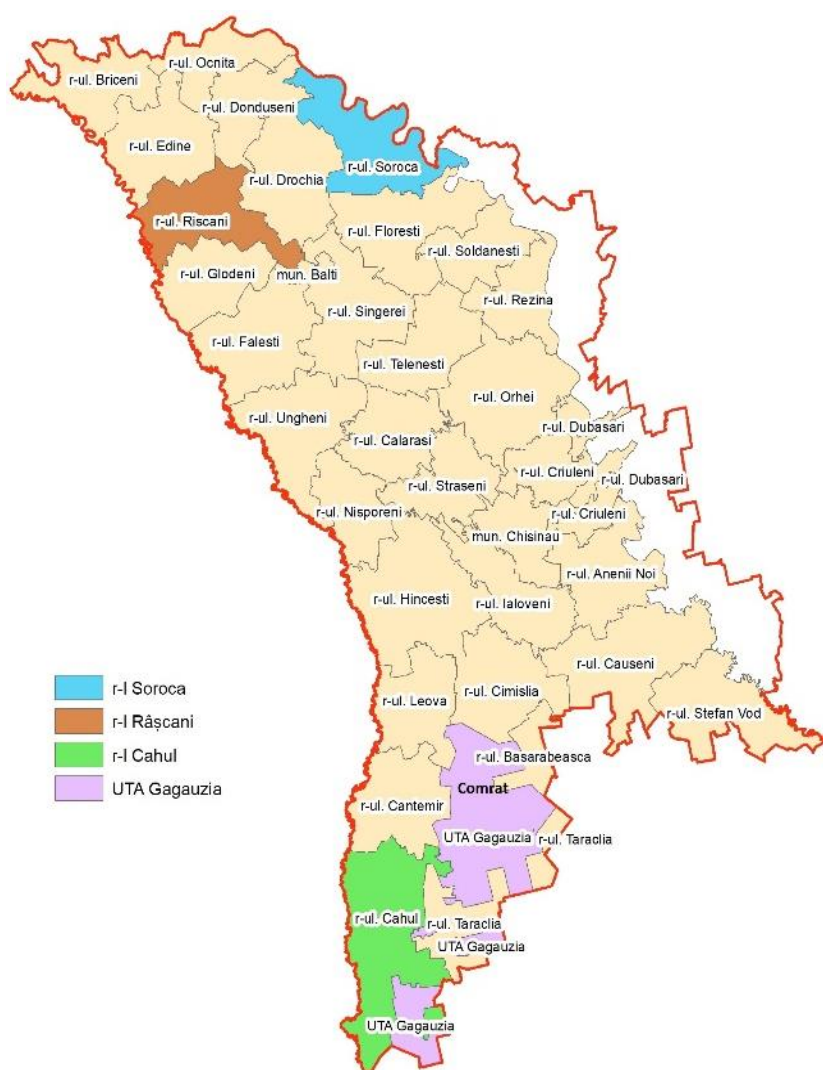 r-ul. Ocnita
r-ul. Briceni
r-ul. Donduseni
r-ul. Edine
r-ul. Soroca
r-ul. Drochia
r-ul. Riscani
r-ul. Floresti
r-ul. Soldanesti
r-ul. Glodeni
mun. Balti
r-ul. Rezina
r-ul. Singerei
r-ul. Falesti
r-ul. Telenesti
r-ul. Orhei
r-ul. Ungheni
r-ul. Dubasari
r-ul. Calarasi
r-ul. Criuleni
r-ul. Dubasari
r-ul. Straseni
r-ul. Nisporeni
r-ul. Criuleni
mun. Chisinau
r-ul. Anenii Noi
r-ul. Hincesti
r-ul. Ialoveni
r-ul. Causeni
r-l Soroca
r-l Râșcani
r-l Cahul
UTA Gagauzia
r-ul. Leova
r-ul. Cimislia
r-ul. Stefan Vod
r-ul. Basarabeasca
Comrat
r-ul. Cantemir
UTA Gagauzia
r-ul. Taraclia
r-ul. Cahul
r-ul. Taraclia
UTA Gagauzia
UTA Gagauzia